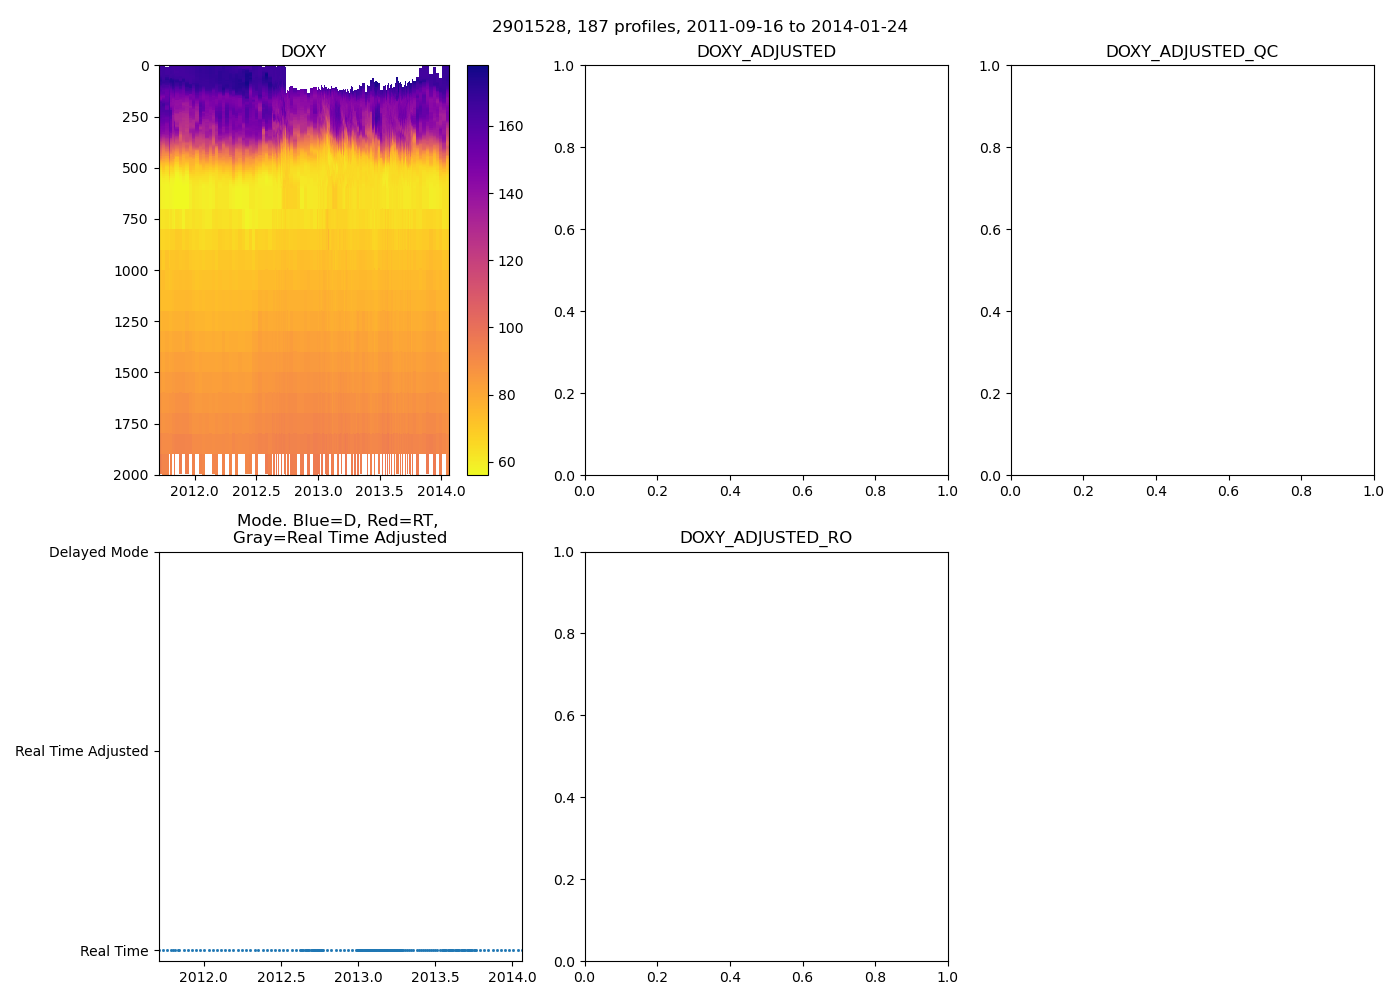 2901528, 187 profiles, 2011-09-16 to 2014-01-24
DOXY
0
250
500
750
1000
1250
1500
1750
2000
2012.0 2012.5 2013.0 2013.5 2014.0
160
140
120
100
80
60
DOXY_ADJUSTED
1.0
0.8
0.6
0.4
0.2
0.0
0.0 0.2 0.4 0.6 0.8 1.0
DOXY_ADJUSTED_QC
1.0
0.8
0.6
0.4
0.2
0.0
0.0 0.2 0.4 0.6 0.8 1.0
Mode. Blue=D, Red=RT,
Gray=Real Time Adjusted
Delayed Mode
Real Time Adjusted
Real Time
2012.0 2012.5 2013.0 2013.5 2014.0
DOXY_ADJUSTED_RO
1.0
0.8
0.6
0.4
0.2
0.0
0.0 0.2 0.4 0.6 0.8 1.0